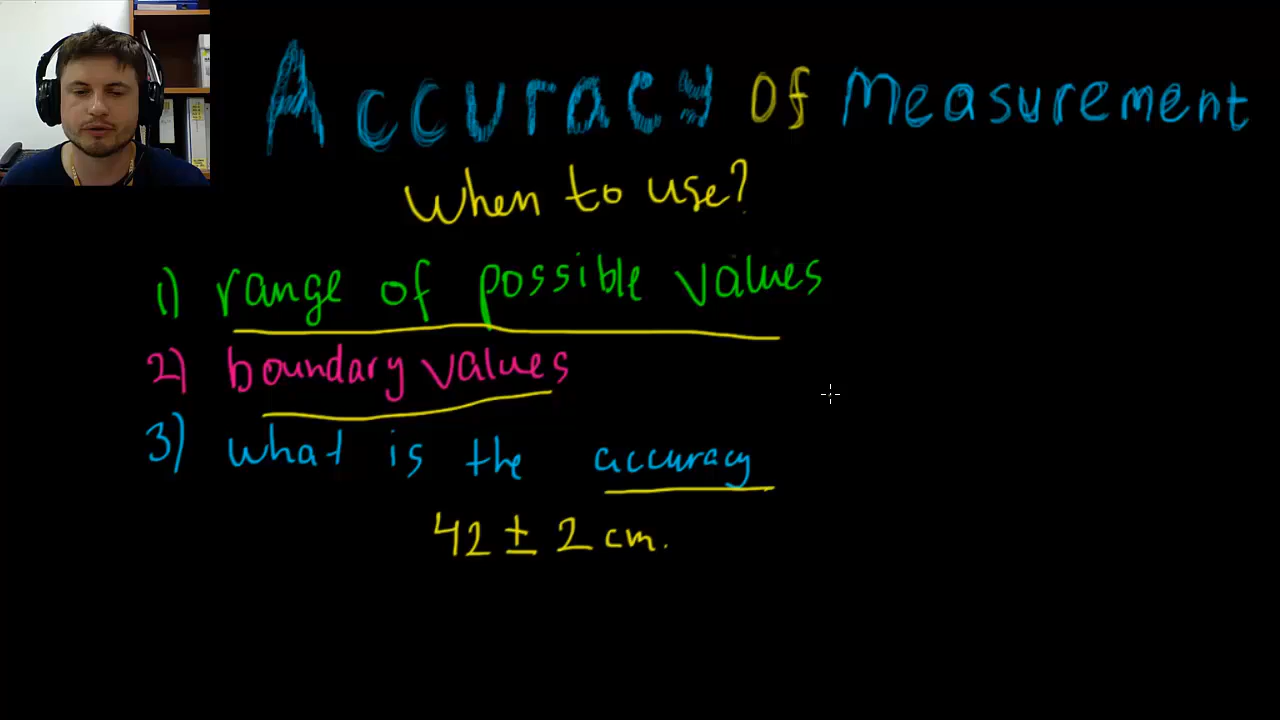 Accuracy of Measurement
When to use?
1) range of possible values
2) boundary values
3) what is the accuracy
42 ± 2 cm.